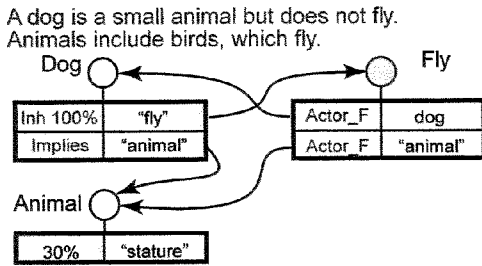 A dog is a small animal but does not fly.
Animals include birds, which fly.
Dog
Fly
Inh 100% "fly"
Implies "animal"
Actor_F dog
Actor_F "animal"
Animal
30% "stature"